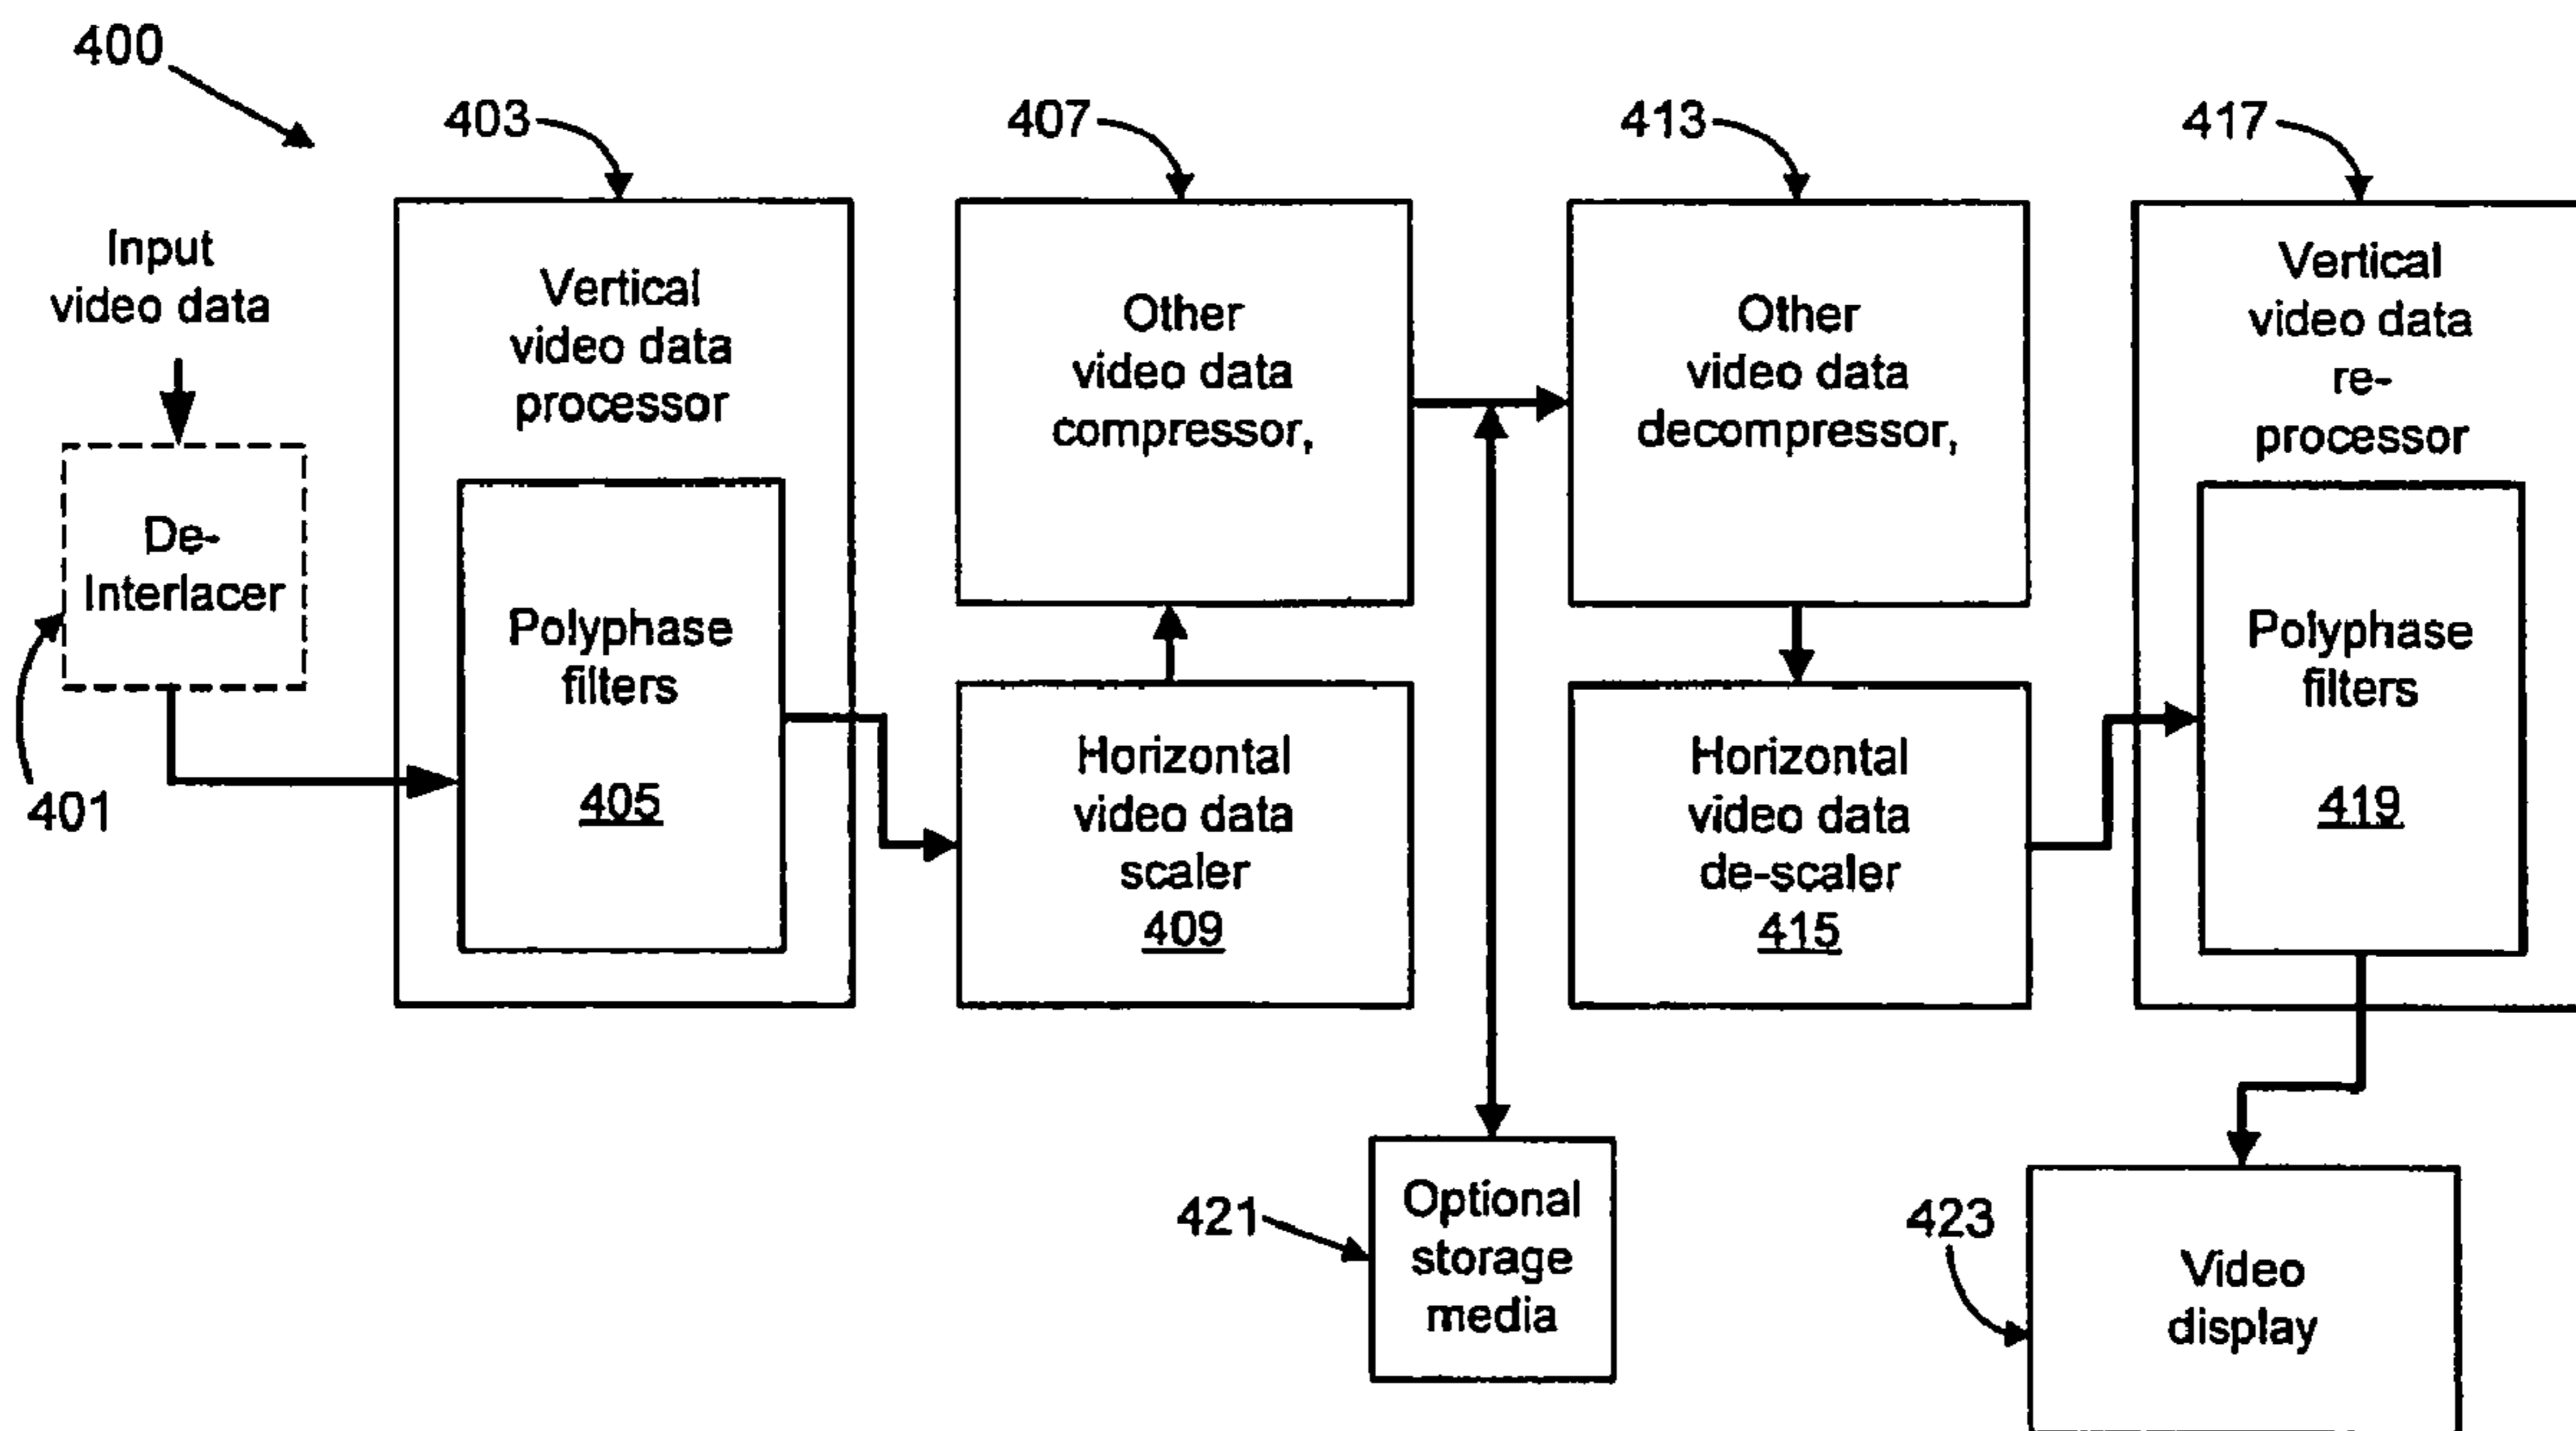 400
403
407
413
417
Input
video data
De-
Interlacer
401
Vertical
video data
processor
Polyphase
filters
405
Other
video data
compressor,
Horizontal
video data
scaler
409
Other
video data
decompressor,
Horizontal
video data
de-scaler
415
Vertical
video data
re-
processor
Polyphase
filters
419
421
Optional
storage
media
423
Video
display